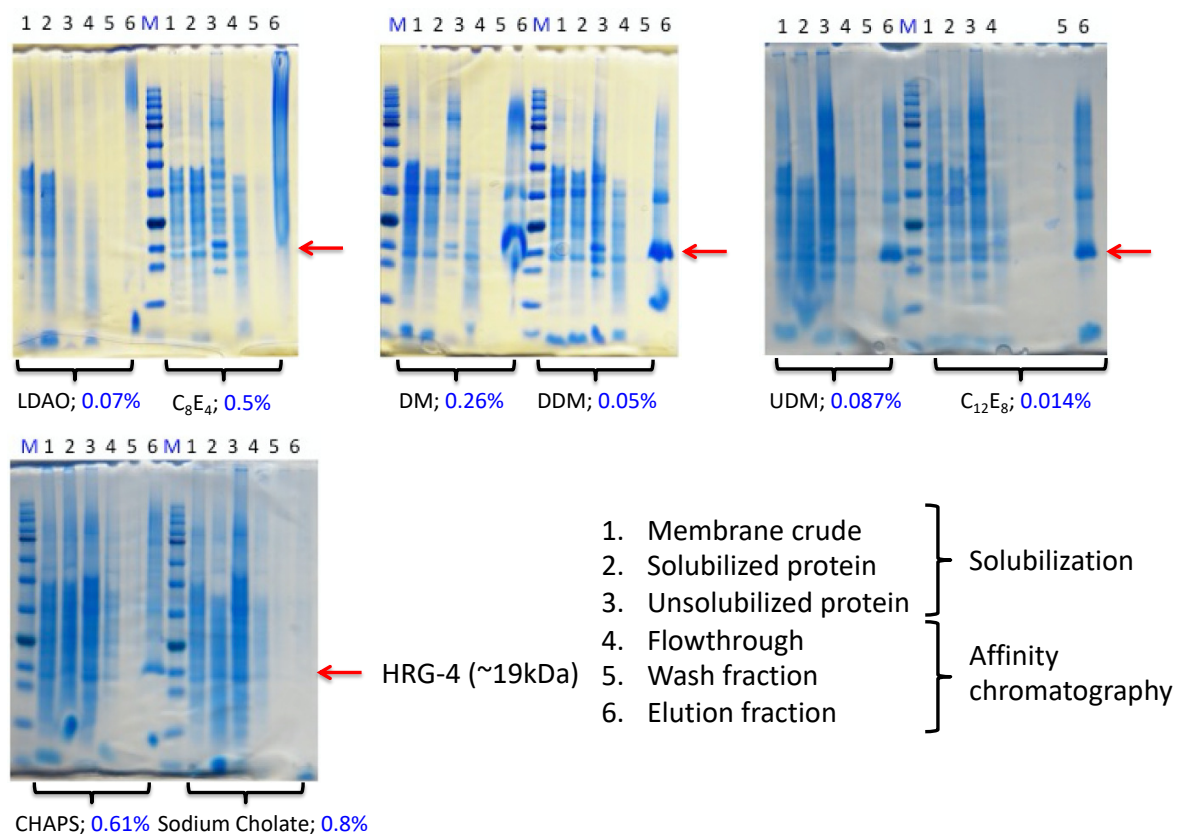 1 2 3 4 5 6 M 1 2 3 4 5 6
M 1 2 3 4 5 6 M 1 2 3 4 5 6
1 2 3 4 5 6 M 1 2 3 4 5 6
LDAO; 0.07% C₈E₄; 0.5%
DM; 0.26% DDM; 0.05%
UDM; 0.087% C₁₂E₈; 0.014%
M 1 2 3 4 5 6 M 1 2 3 4 5 6
HRG-4 (~19kDa)
CHAPS; 0.61% Sodium Cholate; 0.8%
1. Membrane crude
2. Solubilized protein
3. Unsolubilized protein
Solubilization
4. Flowthrough
5. Wash fraction
6. Elution fraction
Affinity
chromatography